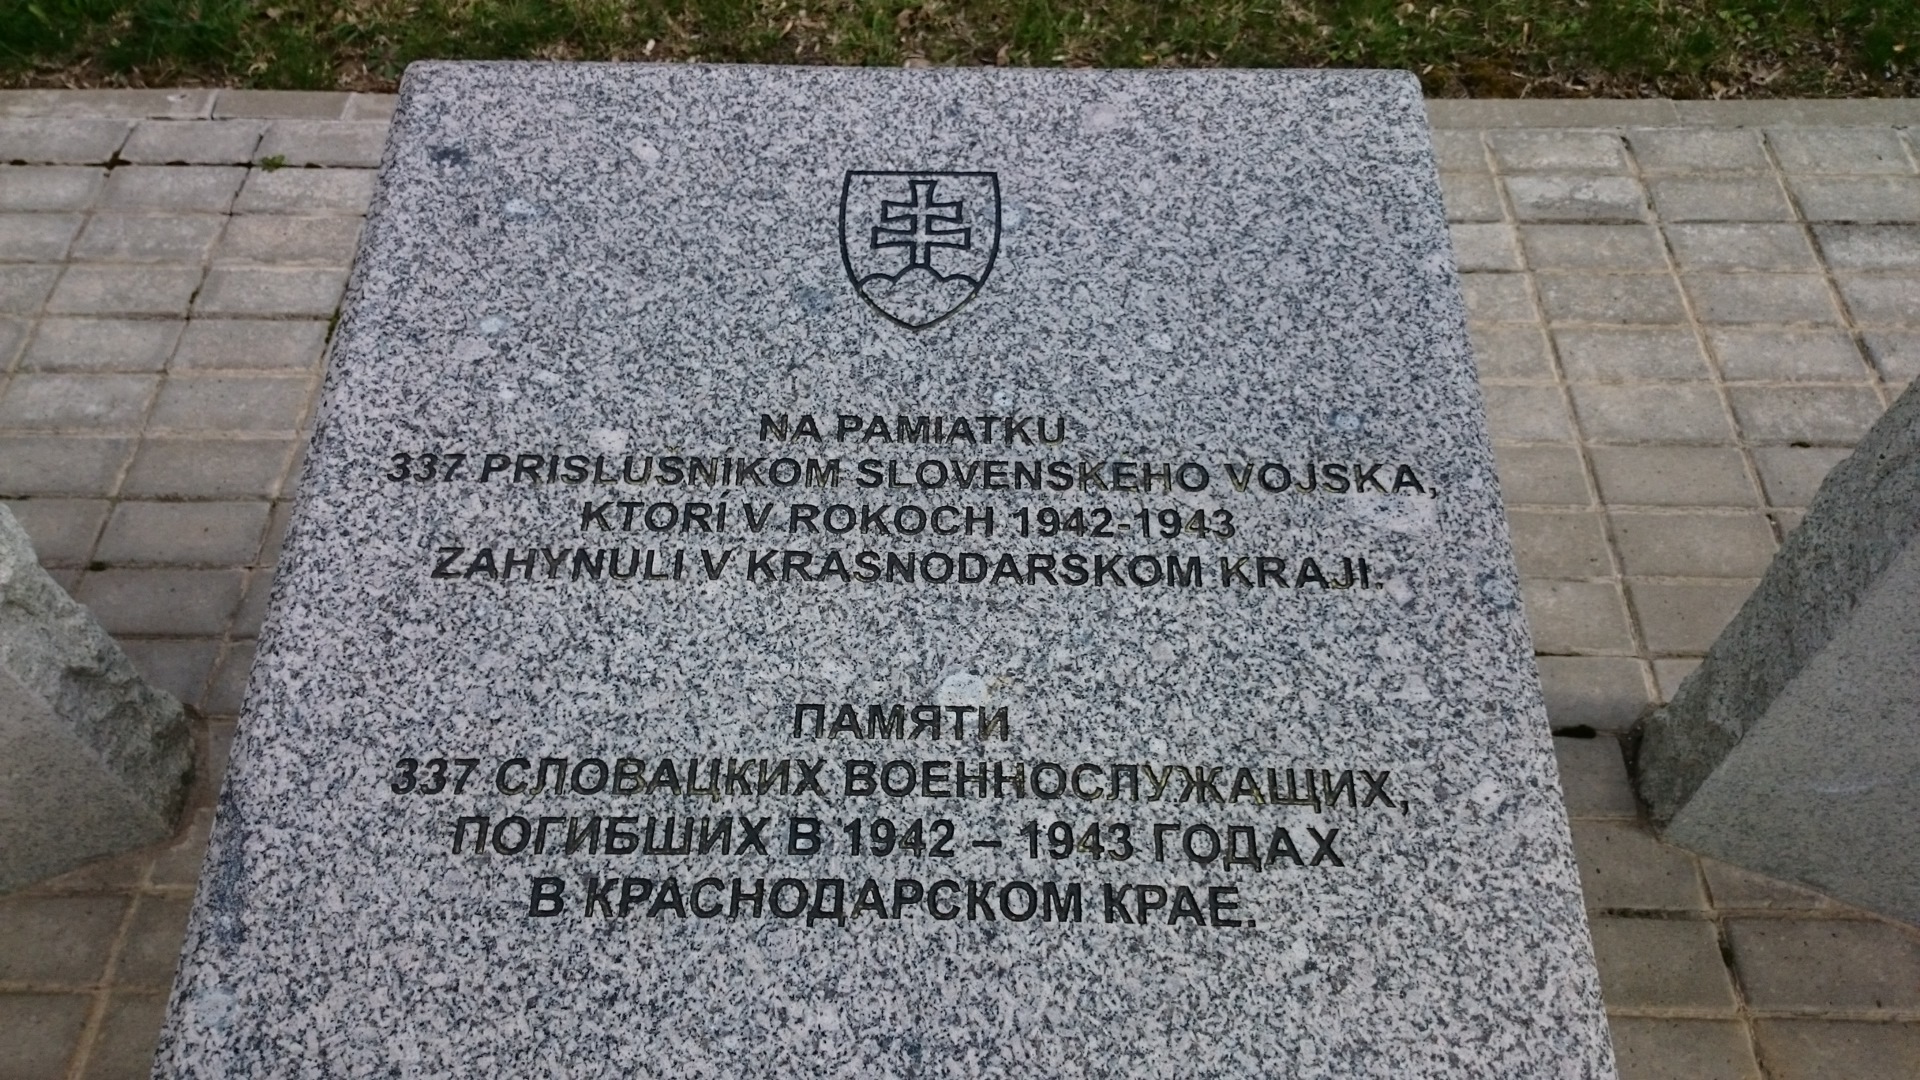 NA PAMIATKU
337 PRISLUŠNIKOM SLOVENSKEHO VOJSKA,
KTORÍ V ROKOCH 1942-1943
ZAHYNULI V KRASNODARSKOM KRAJI.
ПАМЯТИ
337 СЛОВАЦКИХ ВОЕННОСЛУЖАЩИХ,
ПОГИБШИХ В 1942 – 1943 ГОДАХ
В КРАСНОДАРСКОМ КРАЕ.